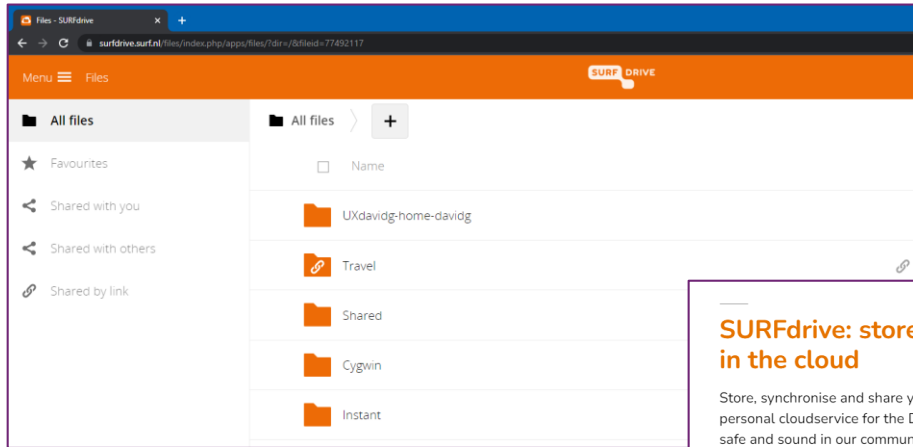 Files - SURFdrive
surfdrive.surf.nl/files/index.php/apps/files/?dir=/&fileid=77492117
Menu Files
SURF DRIVE
All files
Favourites
Shared with you
Shared with others
Shared by link
All files
Name
UXdavidg-home-davidg
Travel
Shared
Cygwin
Instant
SURFdrive: store
in the cloud
Store, synchronise and share y
personal cloudservice for the D
safe and sound in our commun